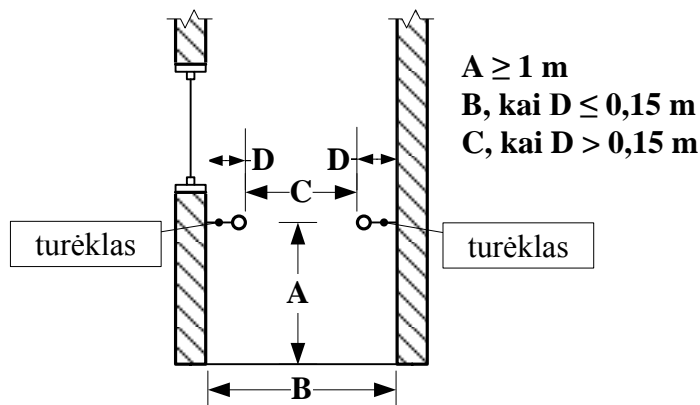 A ≥ 1 m
B, kai D ≤ 0,15 m
C, kai D > 0,15 m
D
D
C
turėklas
turėklas
A
B